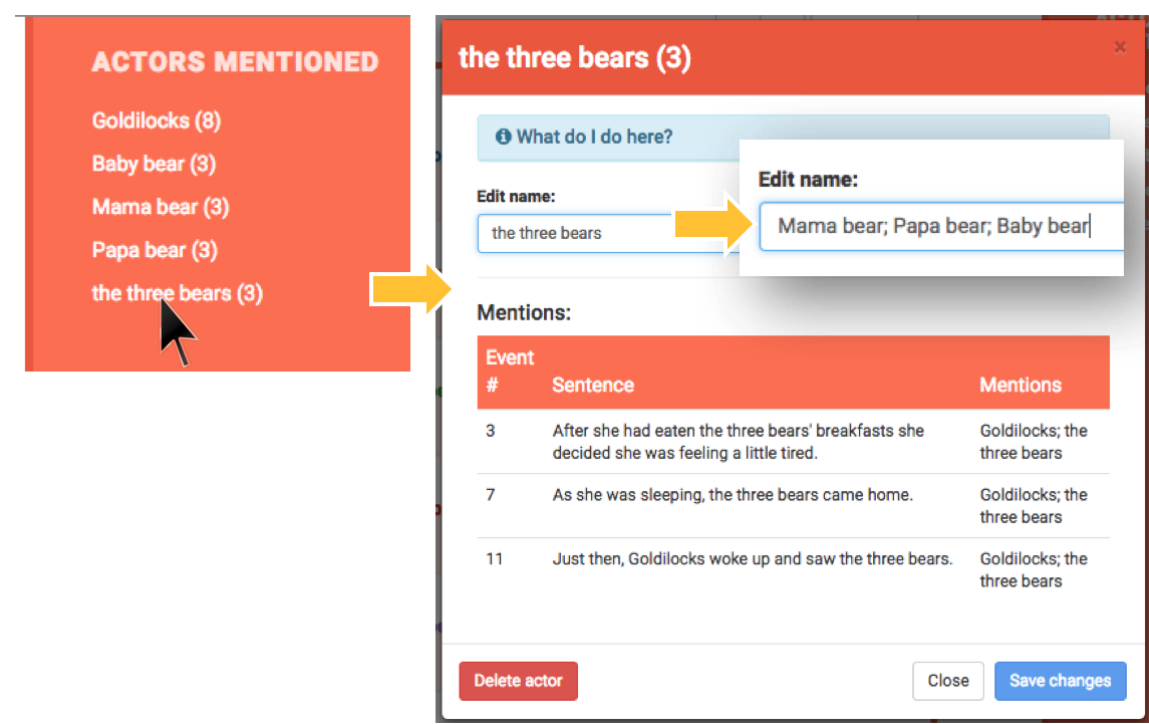 ACTORS MENTIONED
Goldilocks (8)
Baby bear (3)
Mama bear (3)
Papa bear (3)
the three bears (3)
the three bears (3)
×
What do I do here?
Edit name:
the three bears
Edit name:
Mama bear; Papa bear; Baby bear
Mentions:
Event
# Sentence Mentions
3 After she had eaten the three bears' breakfasts she Goldilocks; the
decided she was feeling a little tired. three bears
7 As she was sleeping, the three bears came home. Goldilocks; the
three bears
11 Just then, Goldilocks woke up and saw the three bears. Goldilocks; the
three bears
Delete actor Close Save changes